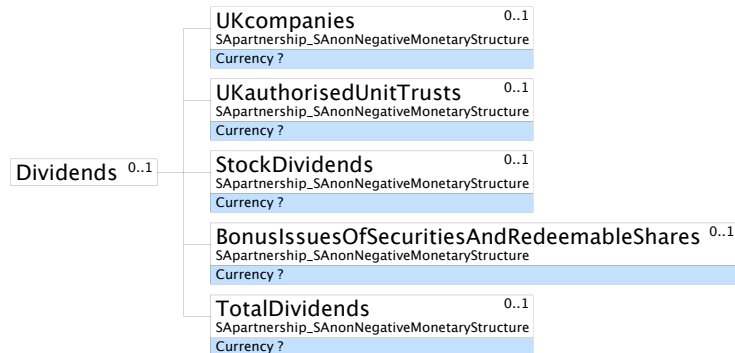 UKcompanies 0..1
SApartnership_SAnonNegativeMonetaryStructure
Currency ?
UKauthorisedUnitTrusts 0..1
SApartnership_SAnonNegativeMonetaryStructure
Currency ?
Dividends 0..1
StockDividends 0..1
SApartnership_SAnonNegativeMonetaryStructure
Currency ?
BonusIssuesOfSecuritiesAndRedeemableShares 0..1
SApartnership_SAnonNegativeMonetaryStructure
Currency ?
TotalDividends 0..1
SApartnership_SAnonNegativeMonetaryStructure
Currency ?